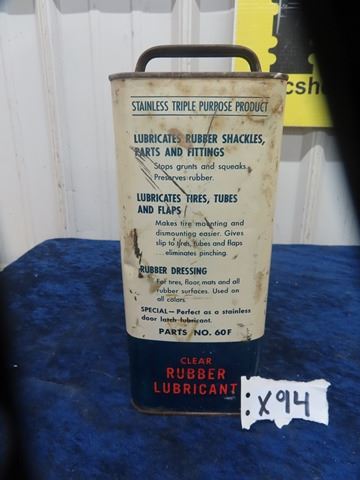 STAINLESS TRIPLE PURPOSE PRODUCT
LUBRICATES RUBBER SHACKLES,
PARTS AND FITTINGS
Stops grunts and squeaks
Preserves rubber.
LUBRICATES TIRES, TUBES
AND FLAPS
Makes tire mounting and
dismounting easier. Gives
slip to tires, tubes and flaps
...eliminates pinching.
RUBBER DRESSING
For tires, floor, mats and all
rubber surfaces. Used on
all colors.
SPECIAL—Perfect as a stainless
door latch lubricant.
PARTS NO. 60F
CLEAR
RUBBER
LUBRICANT
X94